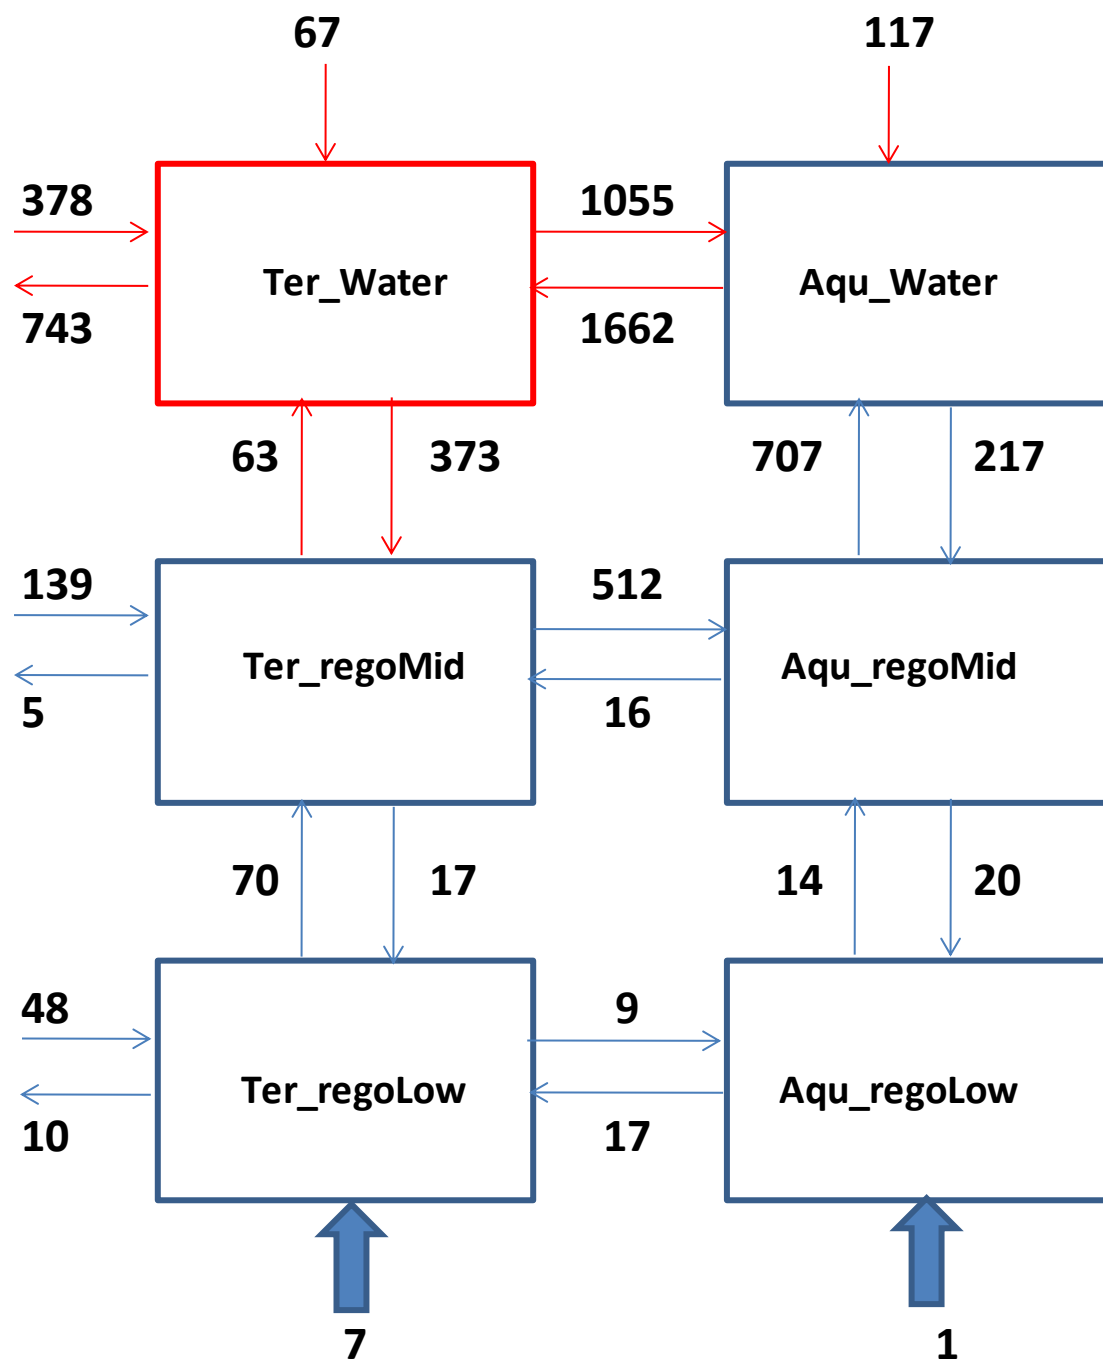 67 117
378 1055
Ter_Water Aqu_Water
743 1662
63 373 707 217
139 512
Ter_regoMid Aqu_regoMid
5 16
70 17 14 20
48 9
Ter_regoLow Aqu_regoLow
10 17
7 1